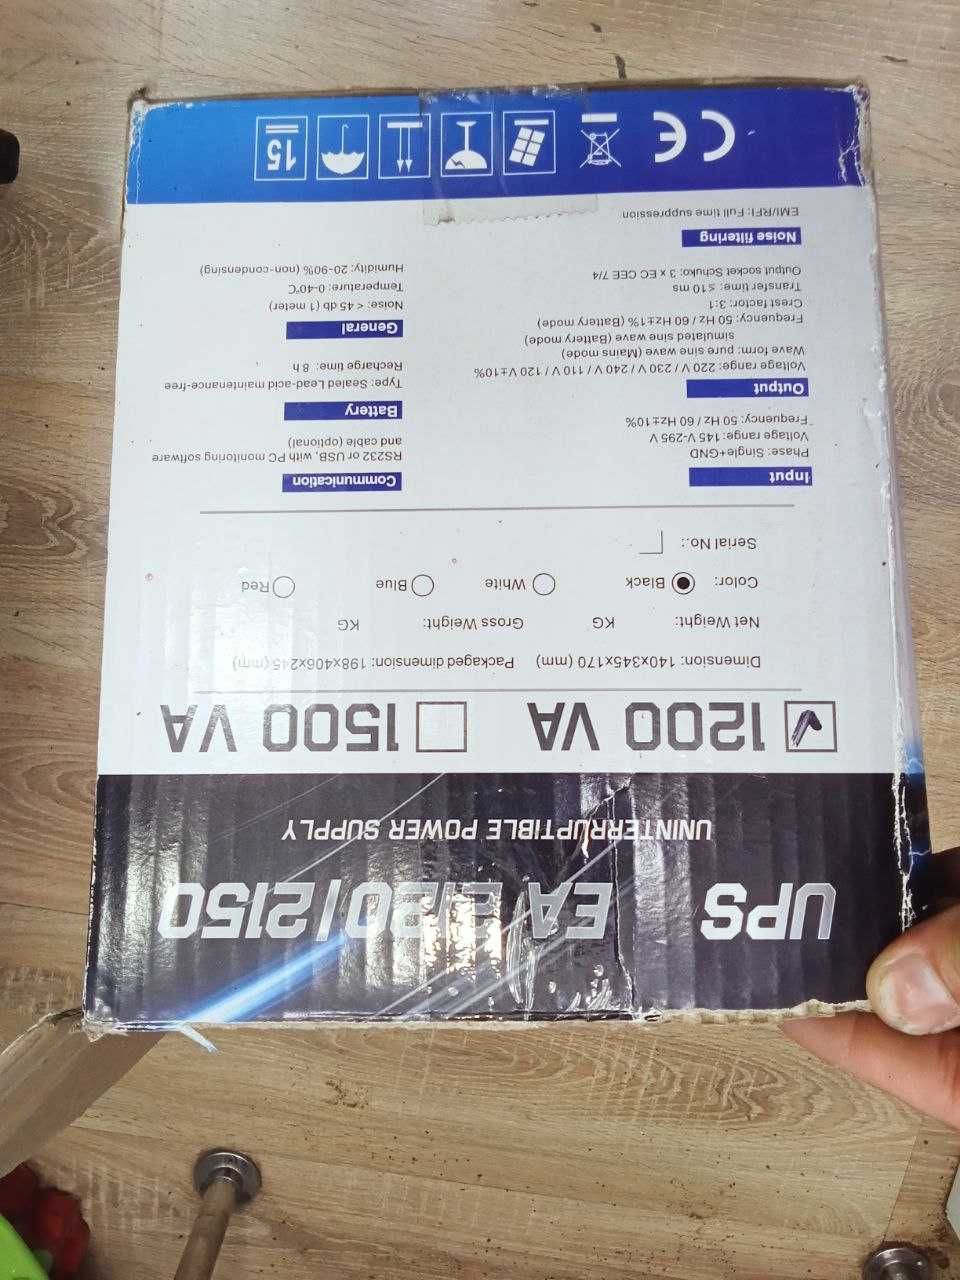 UPS EA 2120/2150
UNINTERRUPTIBLE POWER SUPPLY
1200 VA 1500 VA
Dimension: 140x345x170 (mm) Packaged dimension: 198x406x245 (mm)
Net Weight: KG Gross Weight: KG
Color: Black White Blue Red
Serial No.:
Input
Phase: Single+GND
Voltage range: 145 V-295 V
Frequency: 50 Hz / 60 Hz±10%
Output
Voltage range: 220 V / 230 V / 240 V / 110 V / 120 V±10%
Wave form: pure sine wave (Mains mode)
simulated sine wave (Battery mode)
Frequency: 50 Hz / 60 Hz±1% (Battery mode)
Crest factor: 3:1
Transfer time: ≤10 ms
Output socket Schuko: 3 x EC CEE 7/4
Noise filtering
EMI/RFI: Full time suppression
Communication
RS232 or USB, with PC monitoring software
and cable (optional)
Battery
Type: Sealed Lead-acid maintenance-free
Recharge time: 8 h
General
Noise: < 45 db (1 meter)
Temperature: 0-40°C
Humidity: 20-90% (non-condensing)
CE 15